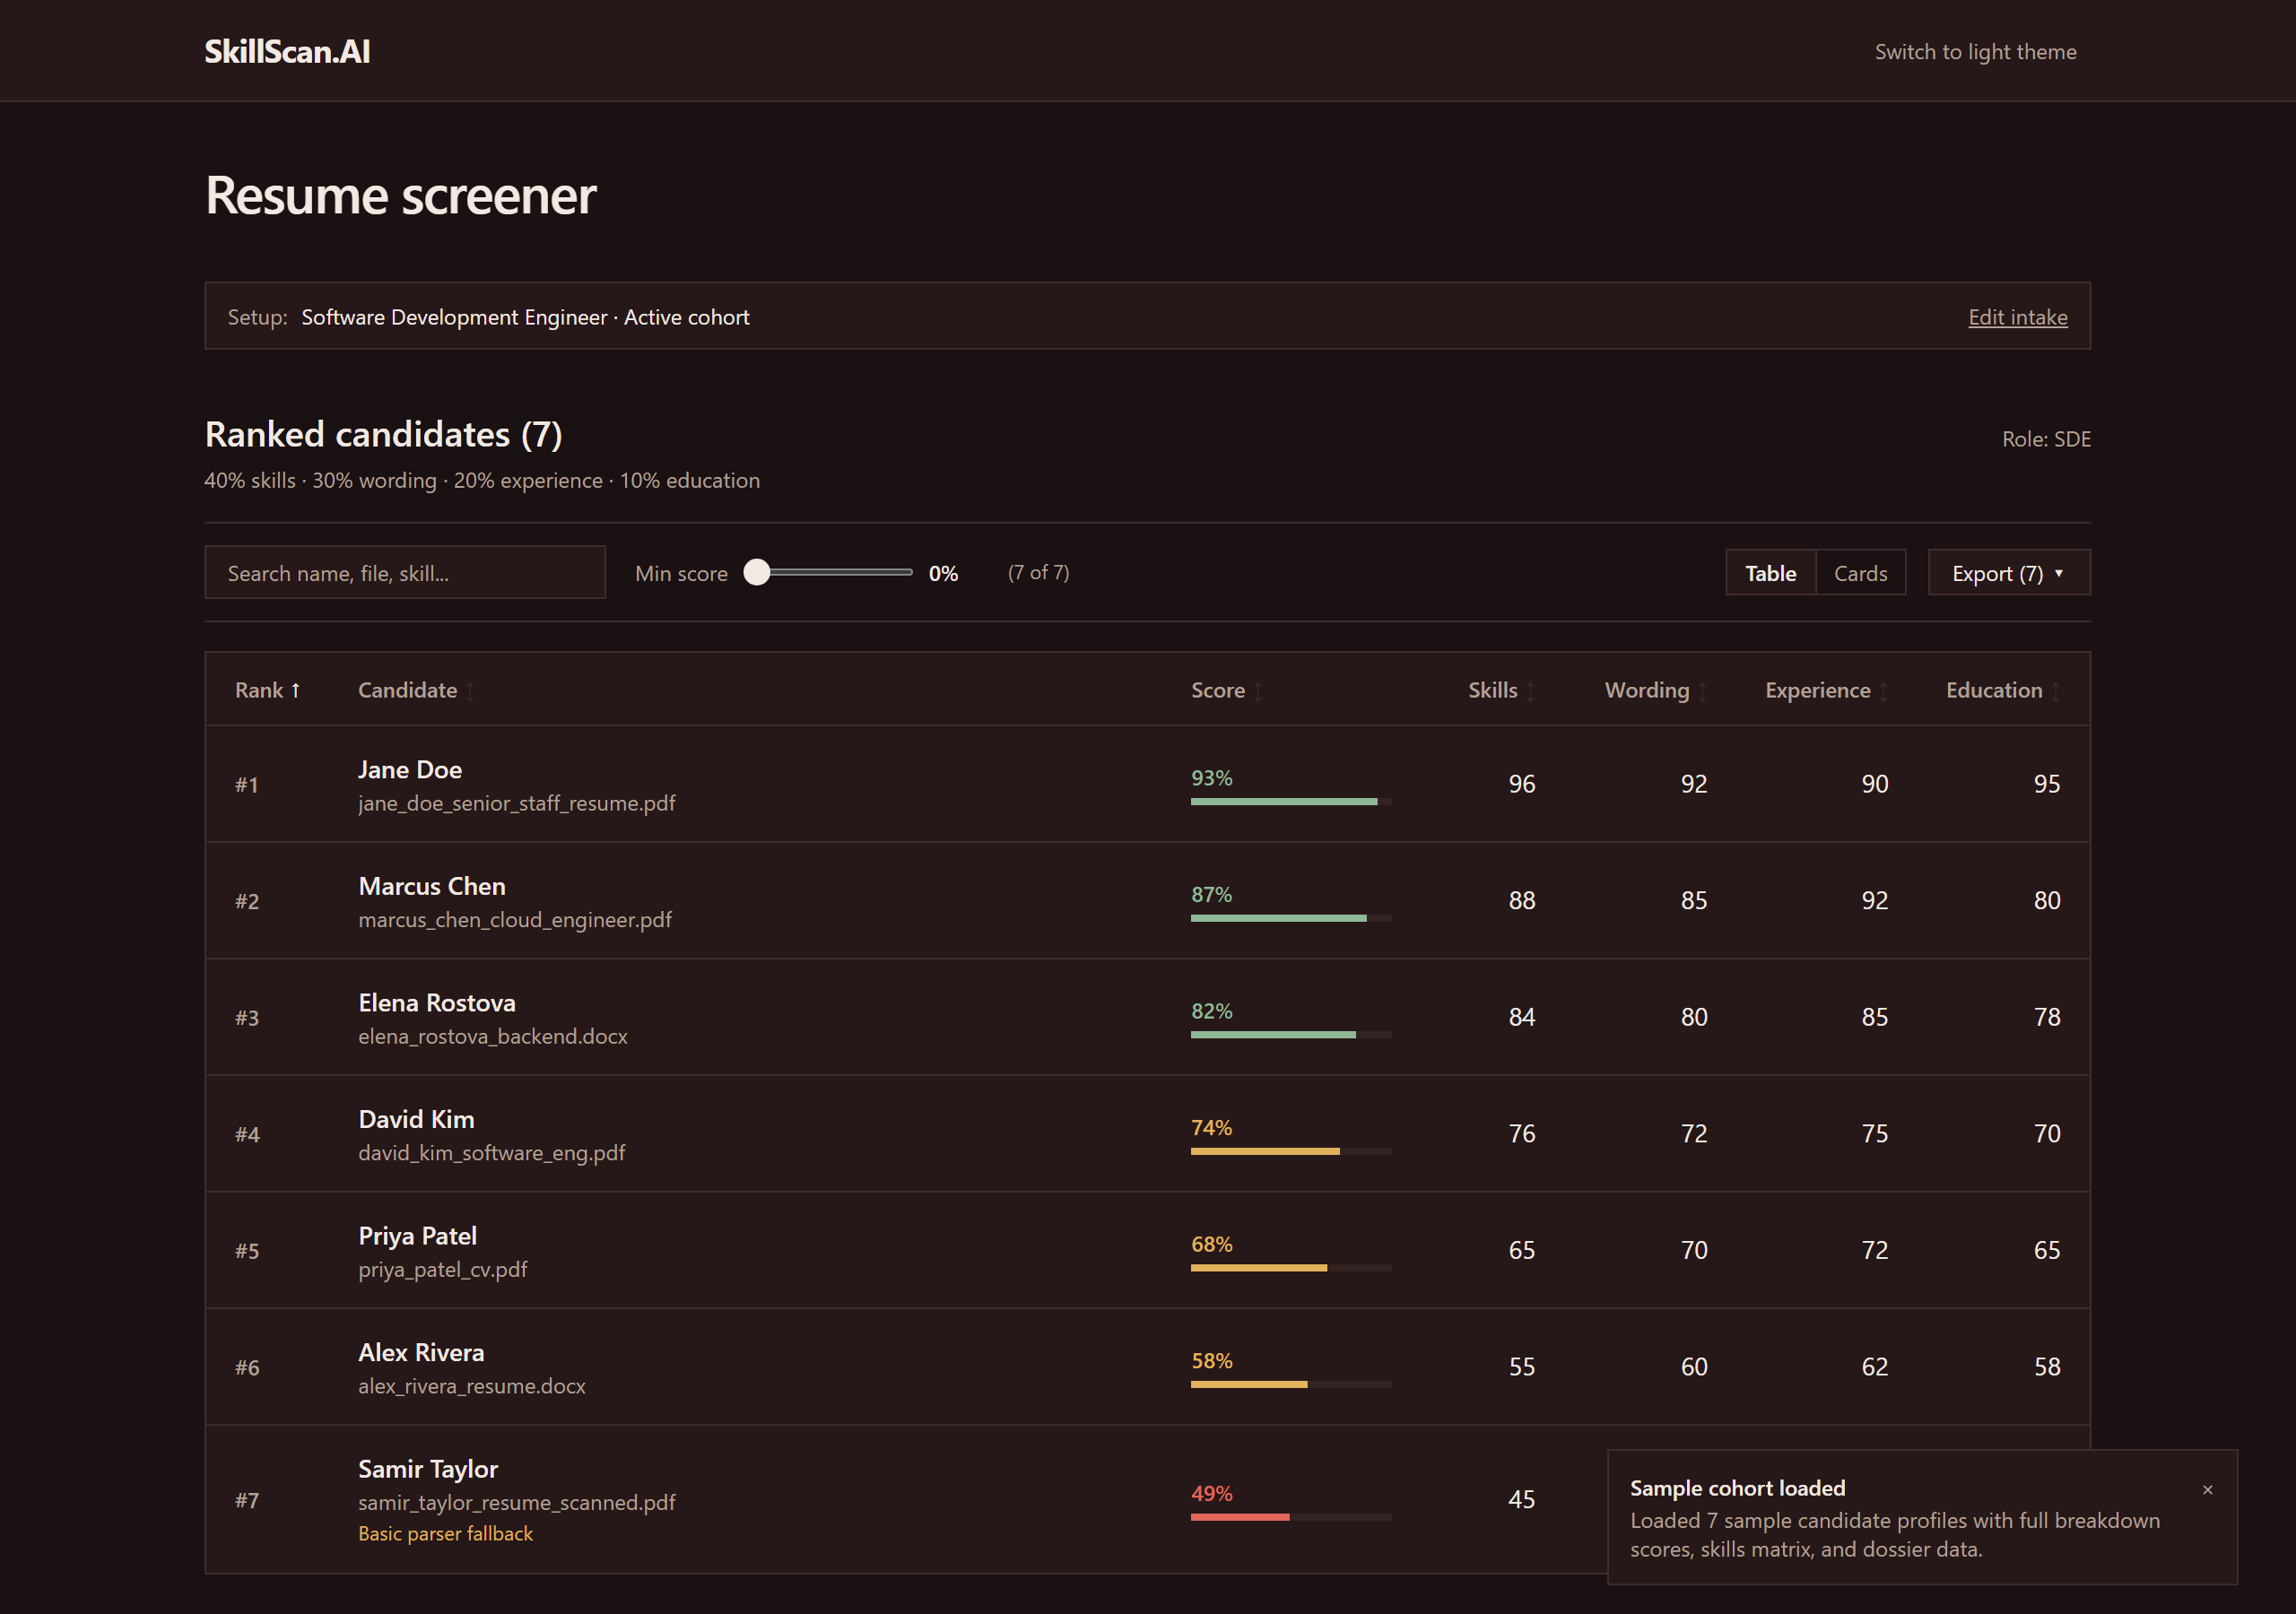 SkillScan.AI
Switch to light theme
Resume screener
Setup: Software Development Engineer · Active cohort
Edit intake
Ranked candidates (7)
Role: SDE
40% skills · 30% wording · 20% experience · 10% education
Search name, file, skill...
Min score 0% (7 of 7)
Table Cards Export (7) ▾
Rank ↑ Candidate ↕ Score ↕ Skills ↕ Wording ↕ Experience ↕ Education ↕
#1 Jane Doe 93% 96 92 90 95
jane_doe_senior_staff_resume.pdf
#2 Marcus Chen 87% 88 85 92 80
marcus_chen_cloud_engineer.pdf
#3 Elena Rostova 82% 84 80 85 78
elena_rostova_backend.docx
#4 David Kim 74% 76 72 75 70
david_kim_software_eng.pdf
#5 Priya Patel 68% 65 70 72 65
priya_patel_cv.pdf
#6 Alex Rivera 58% 55 60 62 58
alex_rivera_resume.docx
#7 Samir Taylor 49% 45
samir_taylor_resume_scanned.pdf
Basic parser fallback
Sample cohort loaded ×
Loaded 7 sample candidate profiles with full breakdown
scores, skills matrix, and dossier data.